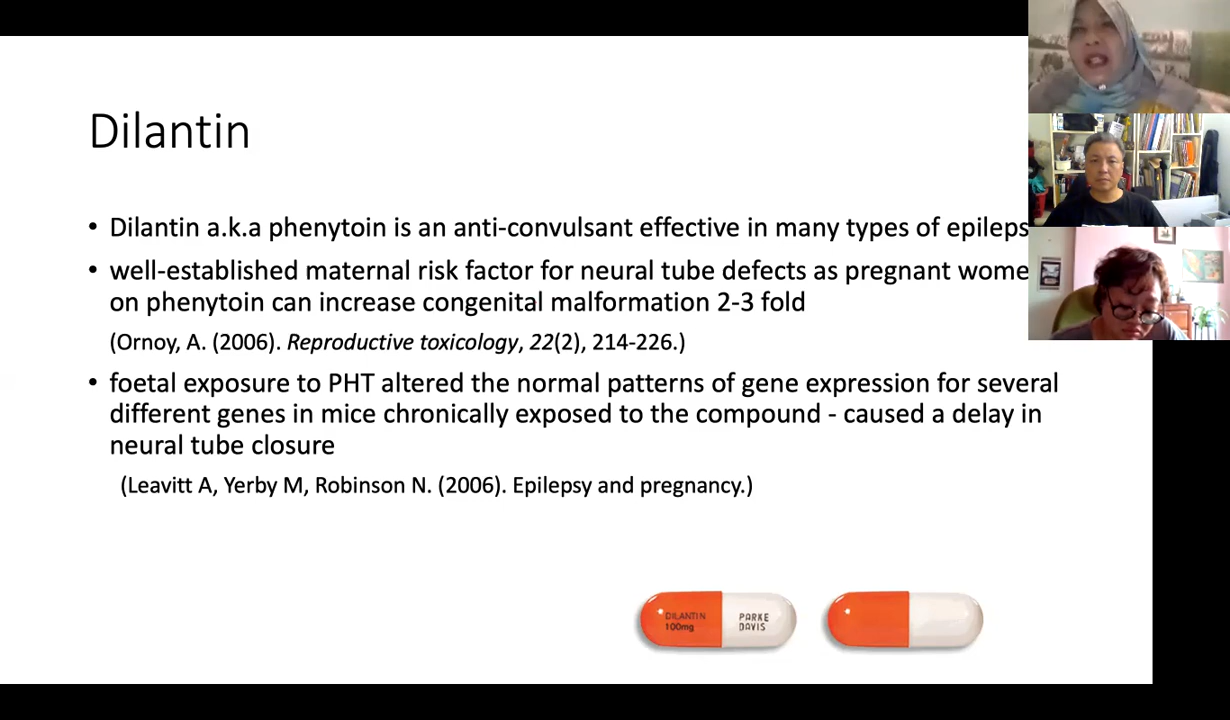 Dilantin
• Dilantin a.k.a phenytoin is an anti-convulsant effective in many types of epileps
• well-established maternal risk factor for neural tube defects as pregnant wome
on phenytoin can increase congenital malformation 2-3 fold
(Ornoy, A. (2006). Reproductive toxicology, 22(2), 214-226.)
• foetal exposure to PHT altered the normal patterns of gene expression for several
different genes in mice chronically exposed to the compound - caused a delay in
neural tube closure
(Leavitt A, Yerby M, Robinson N. (2006). Epilepsy and pregnancy.)
DILANTIN
100mg
PARKE
DAVIS